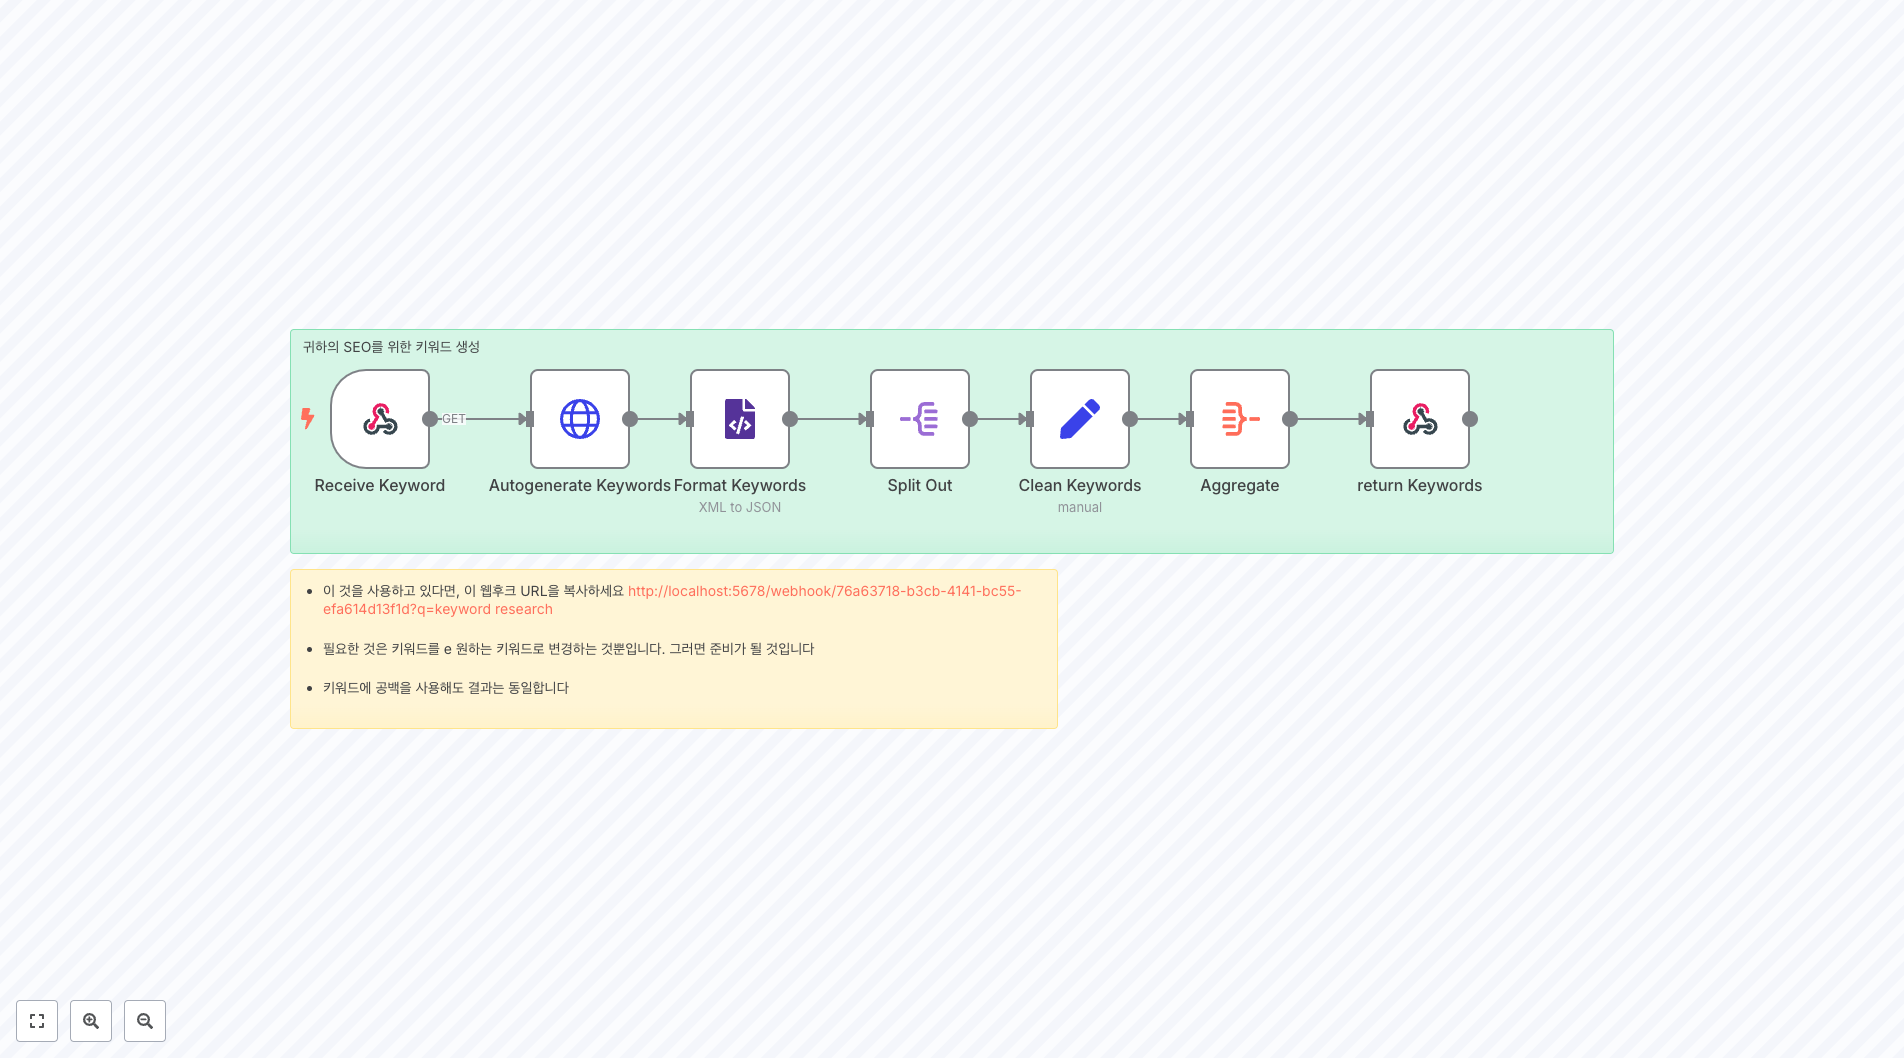 귀하의 SEO를 위한 키워드 생성
GET
Receive Keyword
Autogenerate Keywords
Format Keywords
XML to JSON
Split Out
Clean Keywords
manual
Aggregate
return Keywords
이 것을 사용하고 있다면, 이 웹후크 URL을 복사하세요 http://localhost:5678/webhook/76a63718-b3cb-4141-bc55-
efa614d13f1d?q=keyword research
필요한 것은 키워드를 e 원하는 키워드로 변경하는 것뿐입니다. 그러면 준비가 될 것입니다
키워드에 공백을 사용해도 결과는 동일합니다